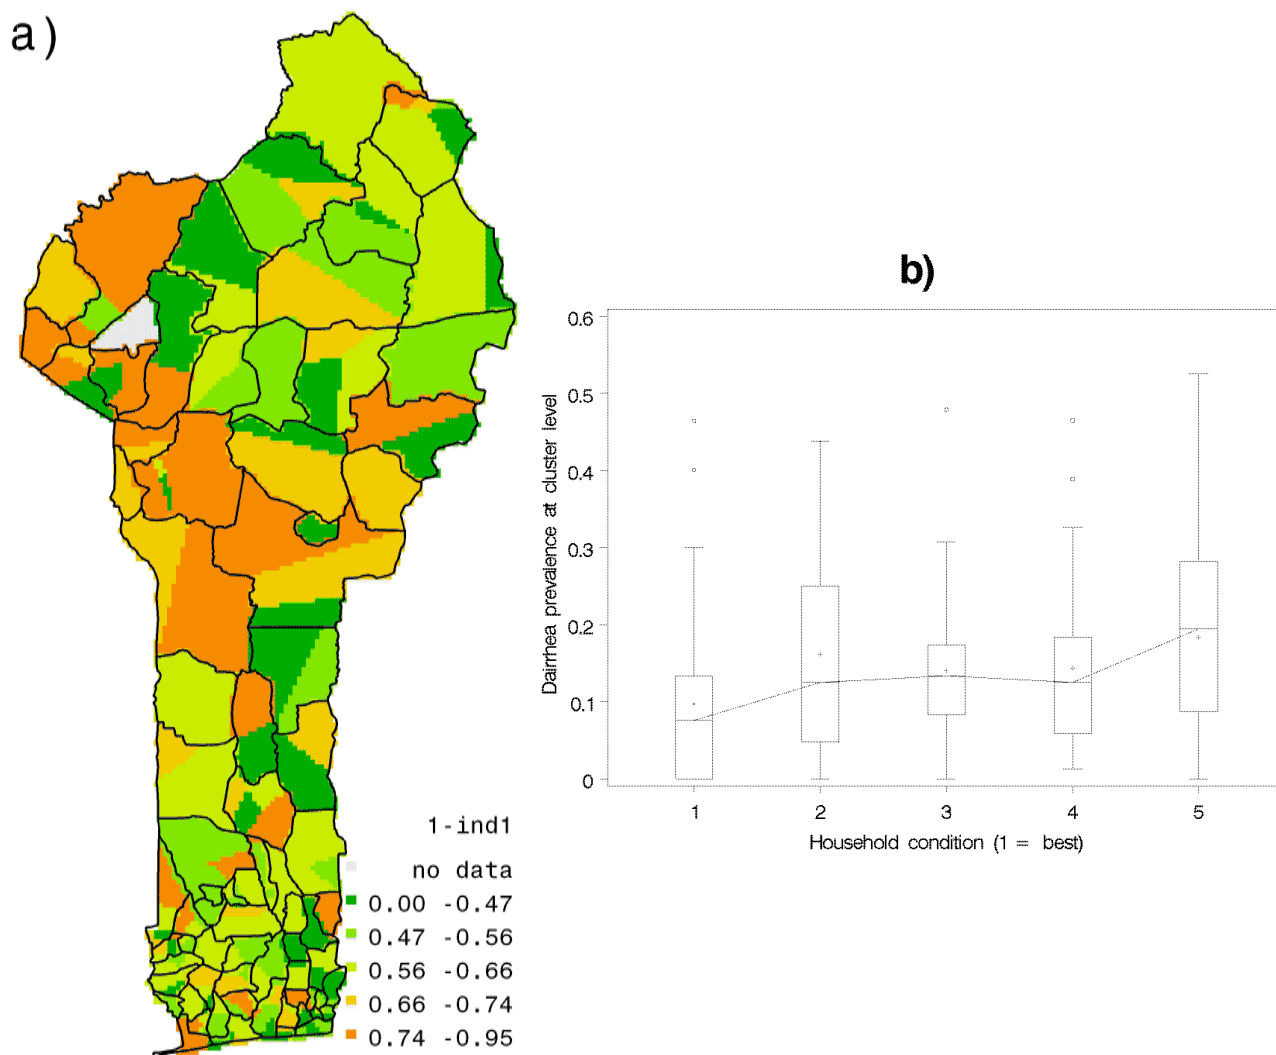 a)
1-ind1
no data
0.00 -0.47
0.47 -0.56
0.56 -0.66
0.66 -0.74
0.74 -0.95
b)
Dairrhea prevalence at cluster level
0.6
0.5
0.4
0.3
0.2
0.1
0
1 2 3 4 5
Household condition (1 = best)